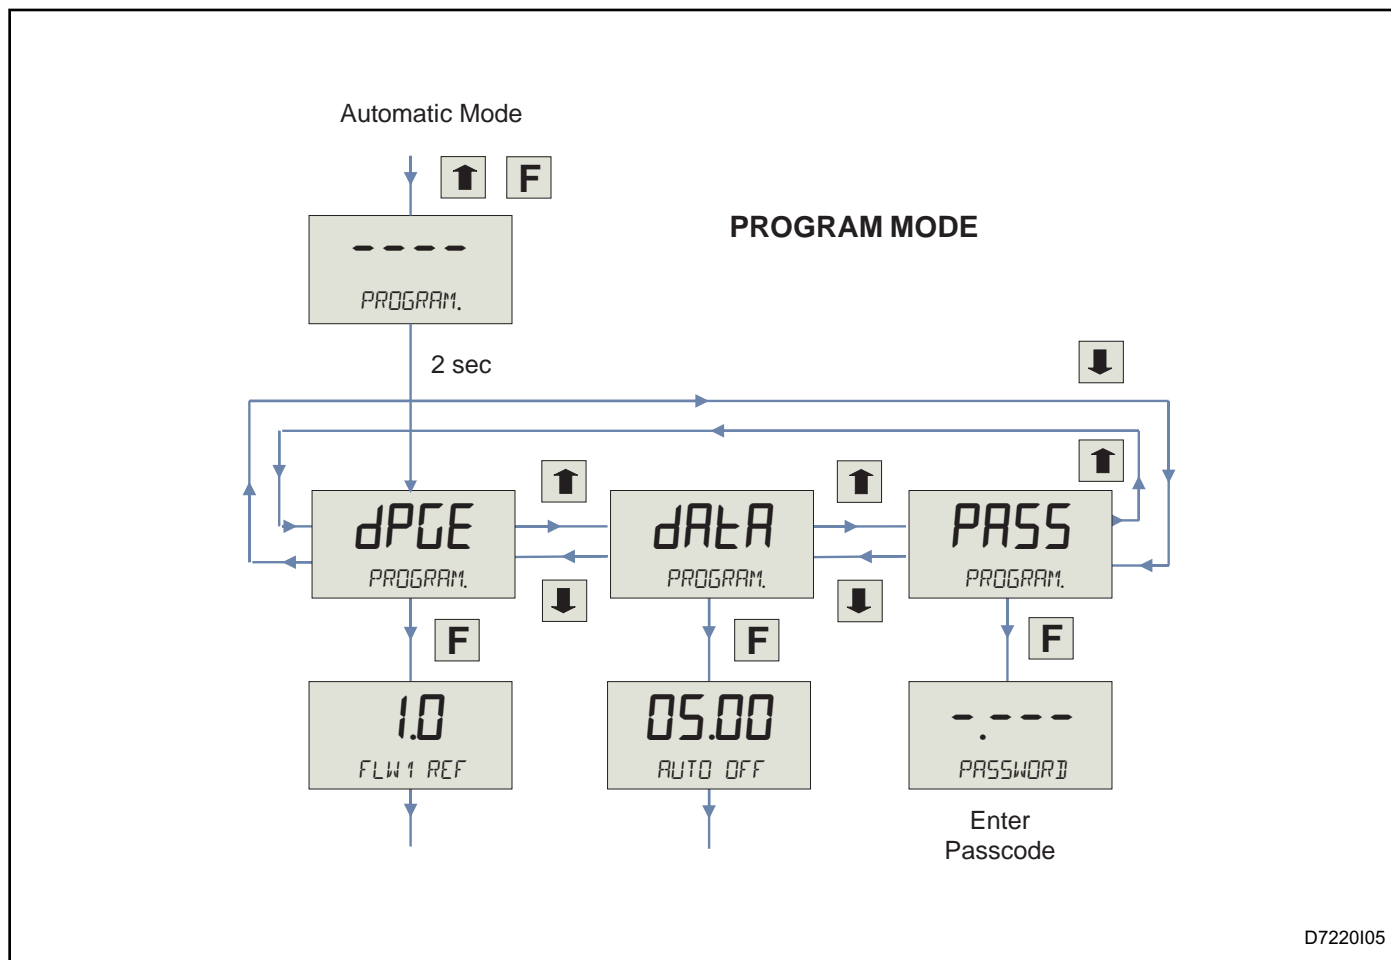 Automatic Mode
F
PROGRAM MODE
----
PROGRAM.
2 sec
dPGE
PROGRAM.
dAtA
PROGRAM.
PASS
PROGRAM.
F
F
F
1.0
FLW1 REF
05.00
AUTO OFF
-.---
PASSWORD
Enter
Passcode
D7220I05